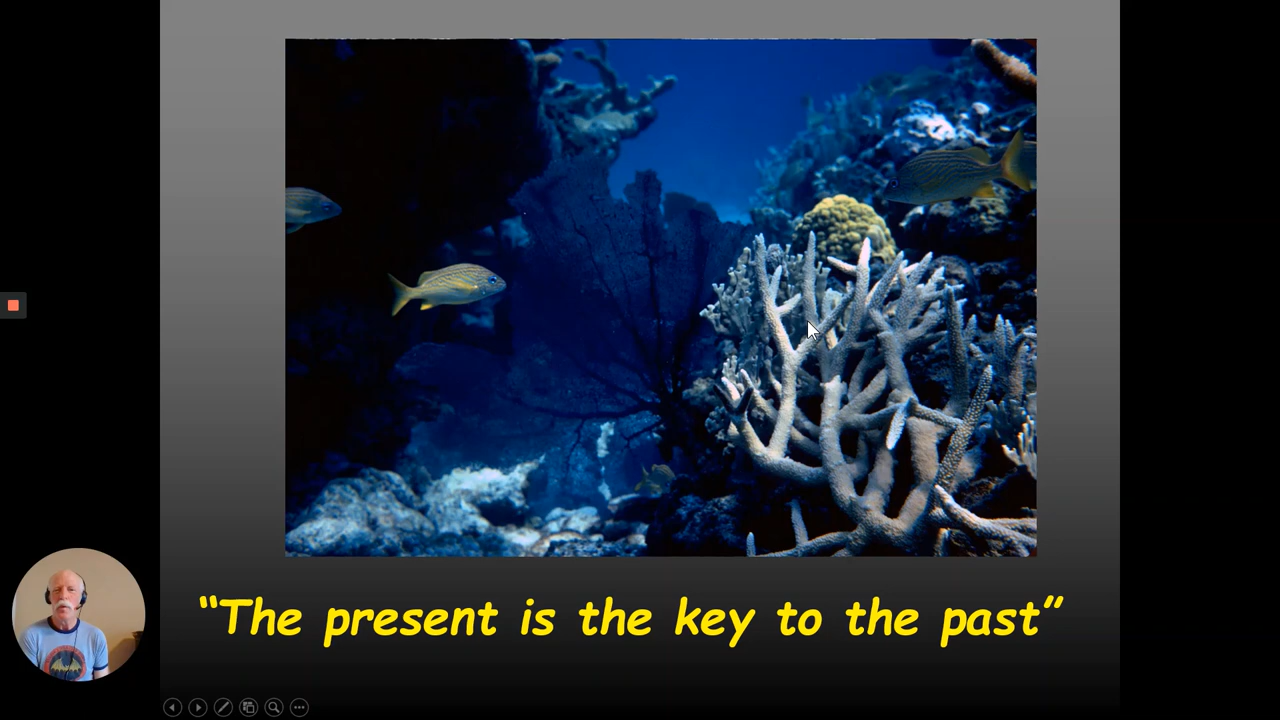 “The present is the key to the past”